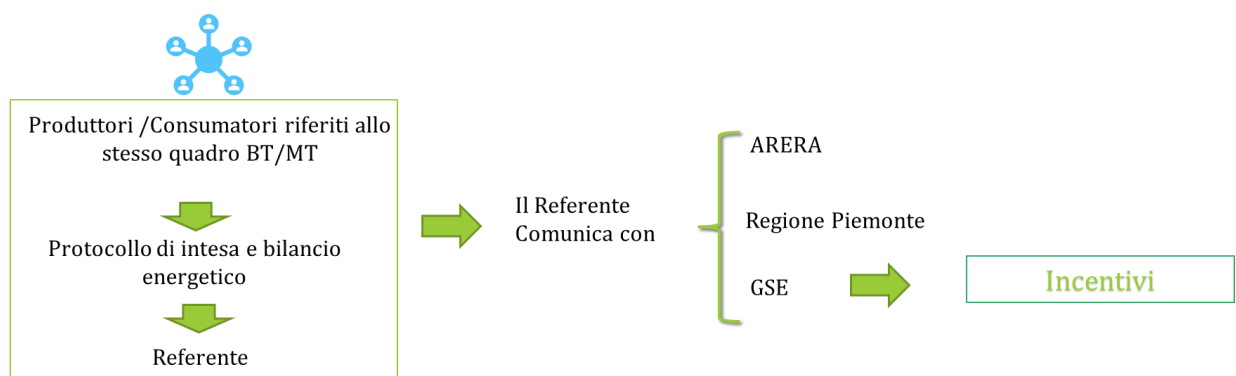 Produttori /Consumatori riferiti allo
stesso quadro BT/MT
Protocollo di intesa e bilancio
energetico
Referente
Il Referente
Comunica con
ARERA
Regione Piemonte
GSE
Incentivi